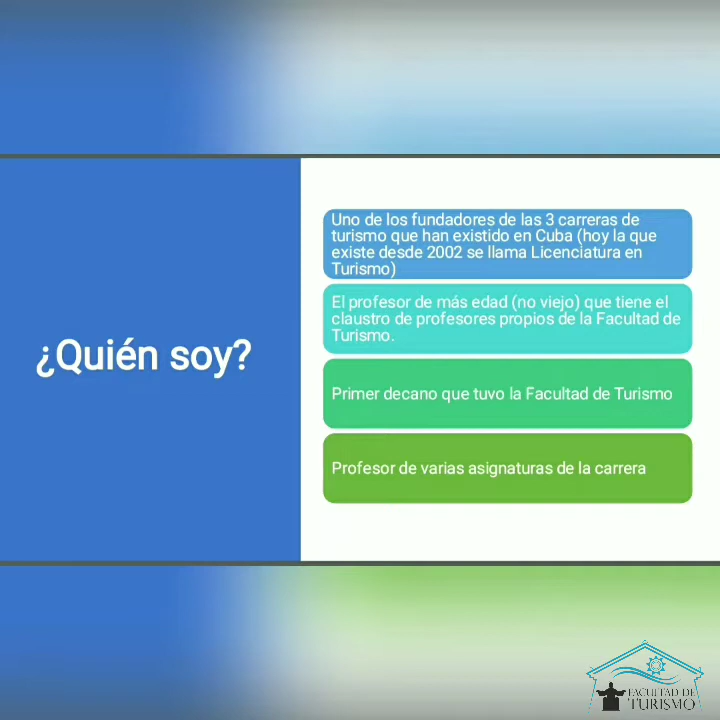 ¿Quién soy?
Uno de los fundadores de las 3 carreras de
turismo que han existido en Cuba (hoy la que
existe desde 2002 se llama Licenciatura en
Turismo)
El profesor de más edad (no viejo) que tiene el
claustro de profesores propios de la Facultad de
Turismo.
Primer decano que tuvo la Facultad de Turismo
Profesor de varias asignaturas de la carrera
FACULTAD DE
TURISMO